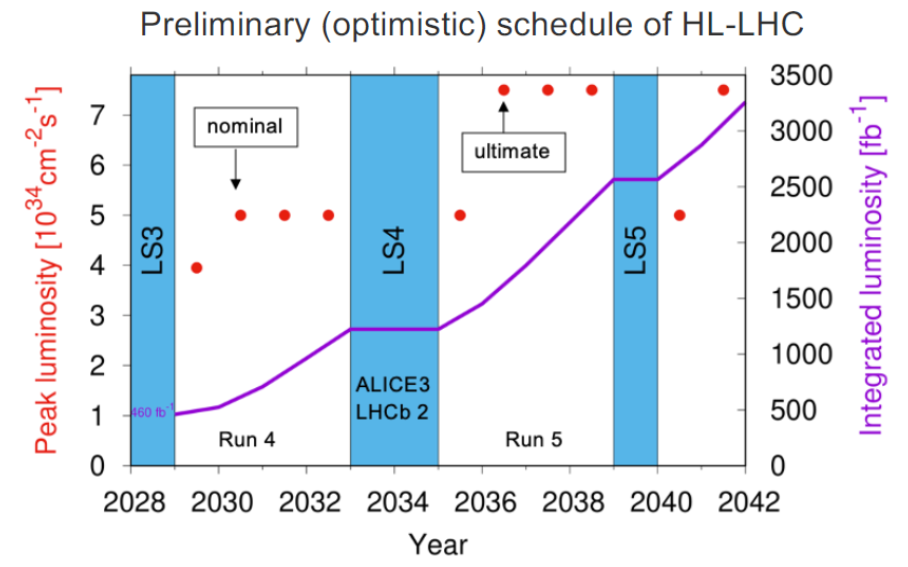 Preliminary (optimistic) schedule of HL-LHC
Peak luminosity [10³⁴cm⁻²s⁻¹]
7
6
5
4
3
2
1
0
nominal
ultimate
LS3
LS4
LS5
460 fb⁻¹
ALICE3
LHCb 2
Run 4
Run 5
3500
3000
2500
2000
1500
1000
500
0
Integrated luminosity [fb⁻¹]
2028 2030 2032 2034 2036 2038 2040 2042
Year